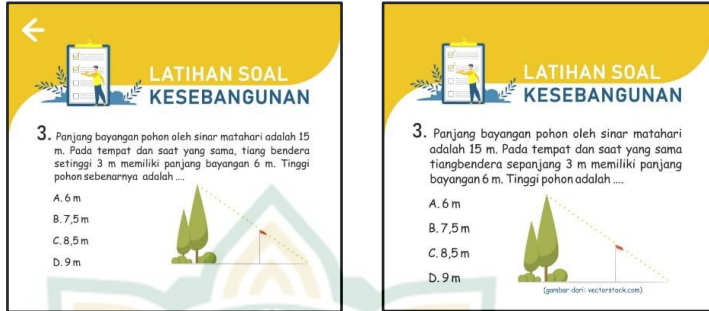 LATIHAN SOAL
KESEBANGUNAN
3. Panjang bayangan pohon oleh sinar matahari adalah 15
m. Pada tempat dan saat yang sama, tiang bendera
setinggi 3 m memiliki panjang bayangan 6 m. Tinggi
pohon sebenarnya adalah ....
A. 6 m
B. 7,5 m
C. 8,5 m
D. 9 m
LATIHAN SOAL
KESEBANGUNAN
3. Panjang bayangan pohon oleh sinar matahari
adalah 15 m. Pada tempat dan saat yang sama
tiangbendera sepanjang 3 m memiliki panjang
bayangan 6 m. Tinggi pohon adalah ....
A. 6 m
B. 7,5 m
C. 8,5 m
D. 9 m
(gambar dari: vectorstock.com)